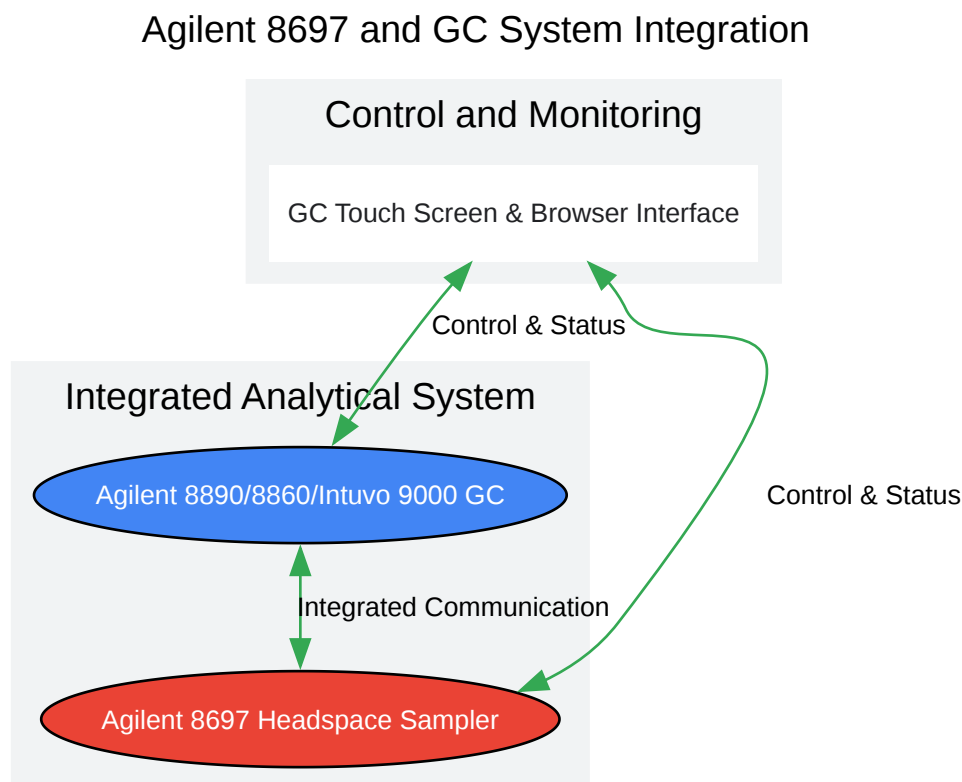 Agilent 8697 and GC System Integration
Control and Monitoring
GC Touch Screen & Browser Interface
Control & Status
Integrated Analytical System
Agilent 8890/8860/Intuvo 9000 GC
Control & Status
Integrated Communication
Agilent 8697 Headspace Sampler